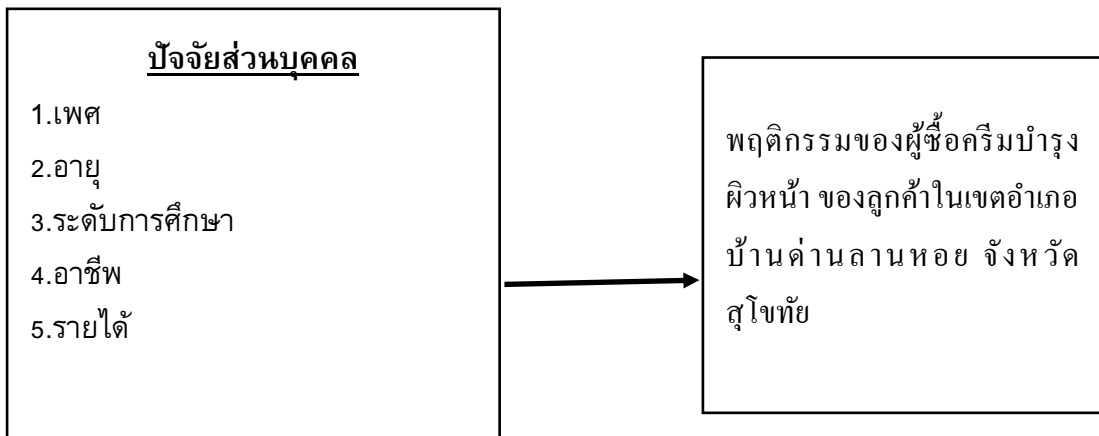 ปัจจัยส่วนบุคคล
1.เพศ
2.อายุ
3.ระดับการศึกษา
4.อาชีพ
5.รายได้
พฤติกรรมของผู้ซื้อครีมบำรุง
ผิวหน้า ของลูกค้าในเขตอำเภอ
บ้านด่านลานหอย จังหวัด
สุโขทัย